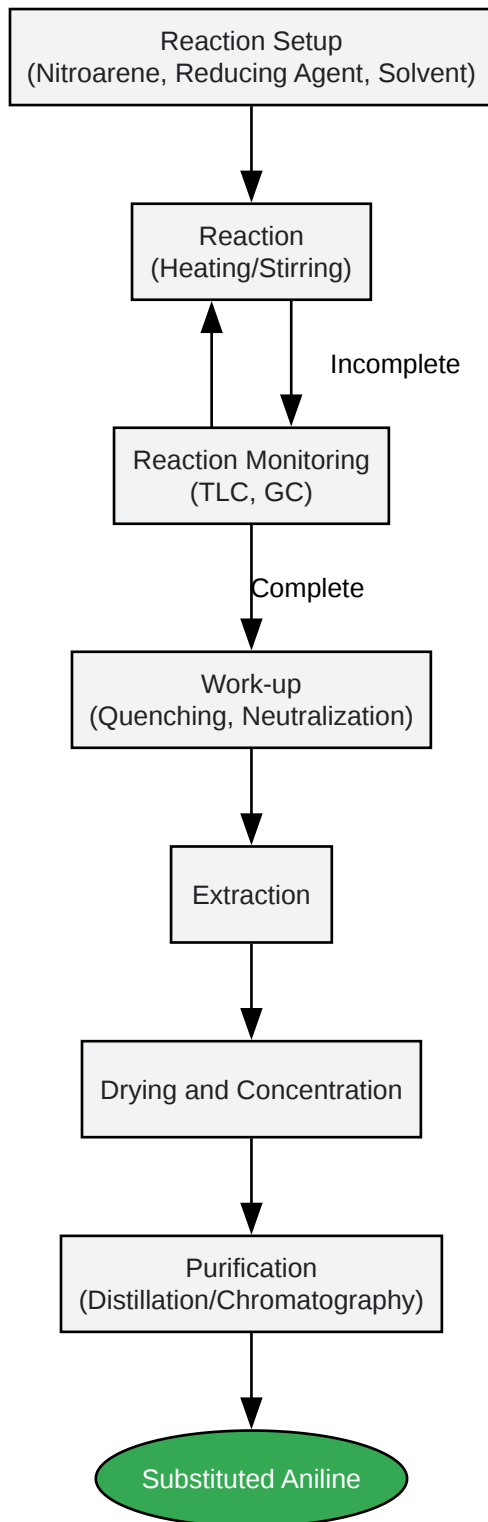 Reaction Setup
(Nitroarene, Reducing Agent, Solvent)
Reaction
(Heating/Stirring)
Incomplete
Reaction Monitoring
(TLC, GC)
Complete
Work-up
(Quenching, Neutralization)
Extraction
Drying and Concentration
Purification
(Distillation/Chromatography)
Substituted Aniline